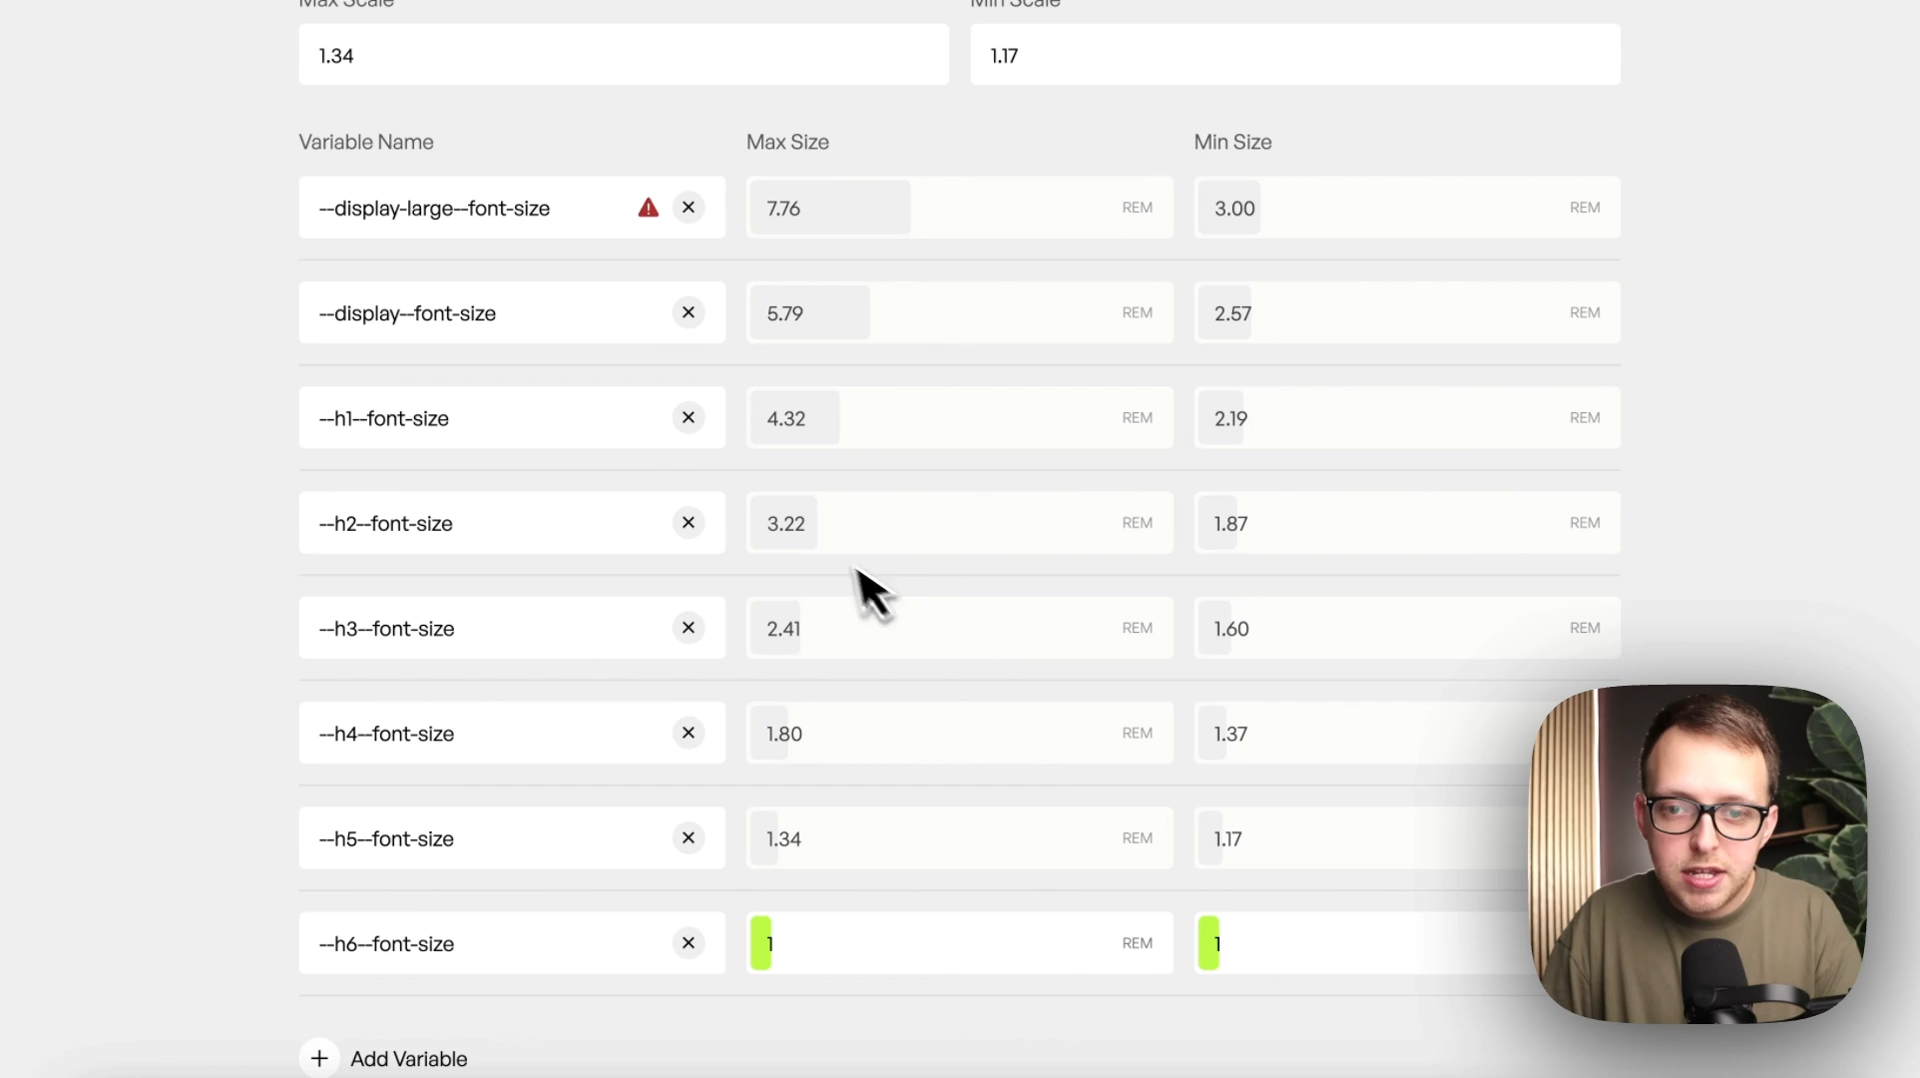 Max Scale
Min Scale
1.34
1.17
Variable Name
Max Size
Min Size
--display-large--font-size
7.76
REM
3.00
REM
--display--font-size
5.79
REM
2.57
REM
--h1--font-size
4.32
REM
2.19
REM
--h2--font-size
3.22
REM
1.87
REM
--h3--font-size
2.41
REM
1.60
REM
--h4--font-size
1.80
REM
1.37
--h5--font-size
1.34
REM
1.17
--h6--font-size
1
REM
1
Add Variable